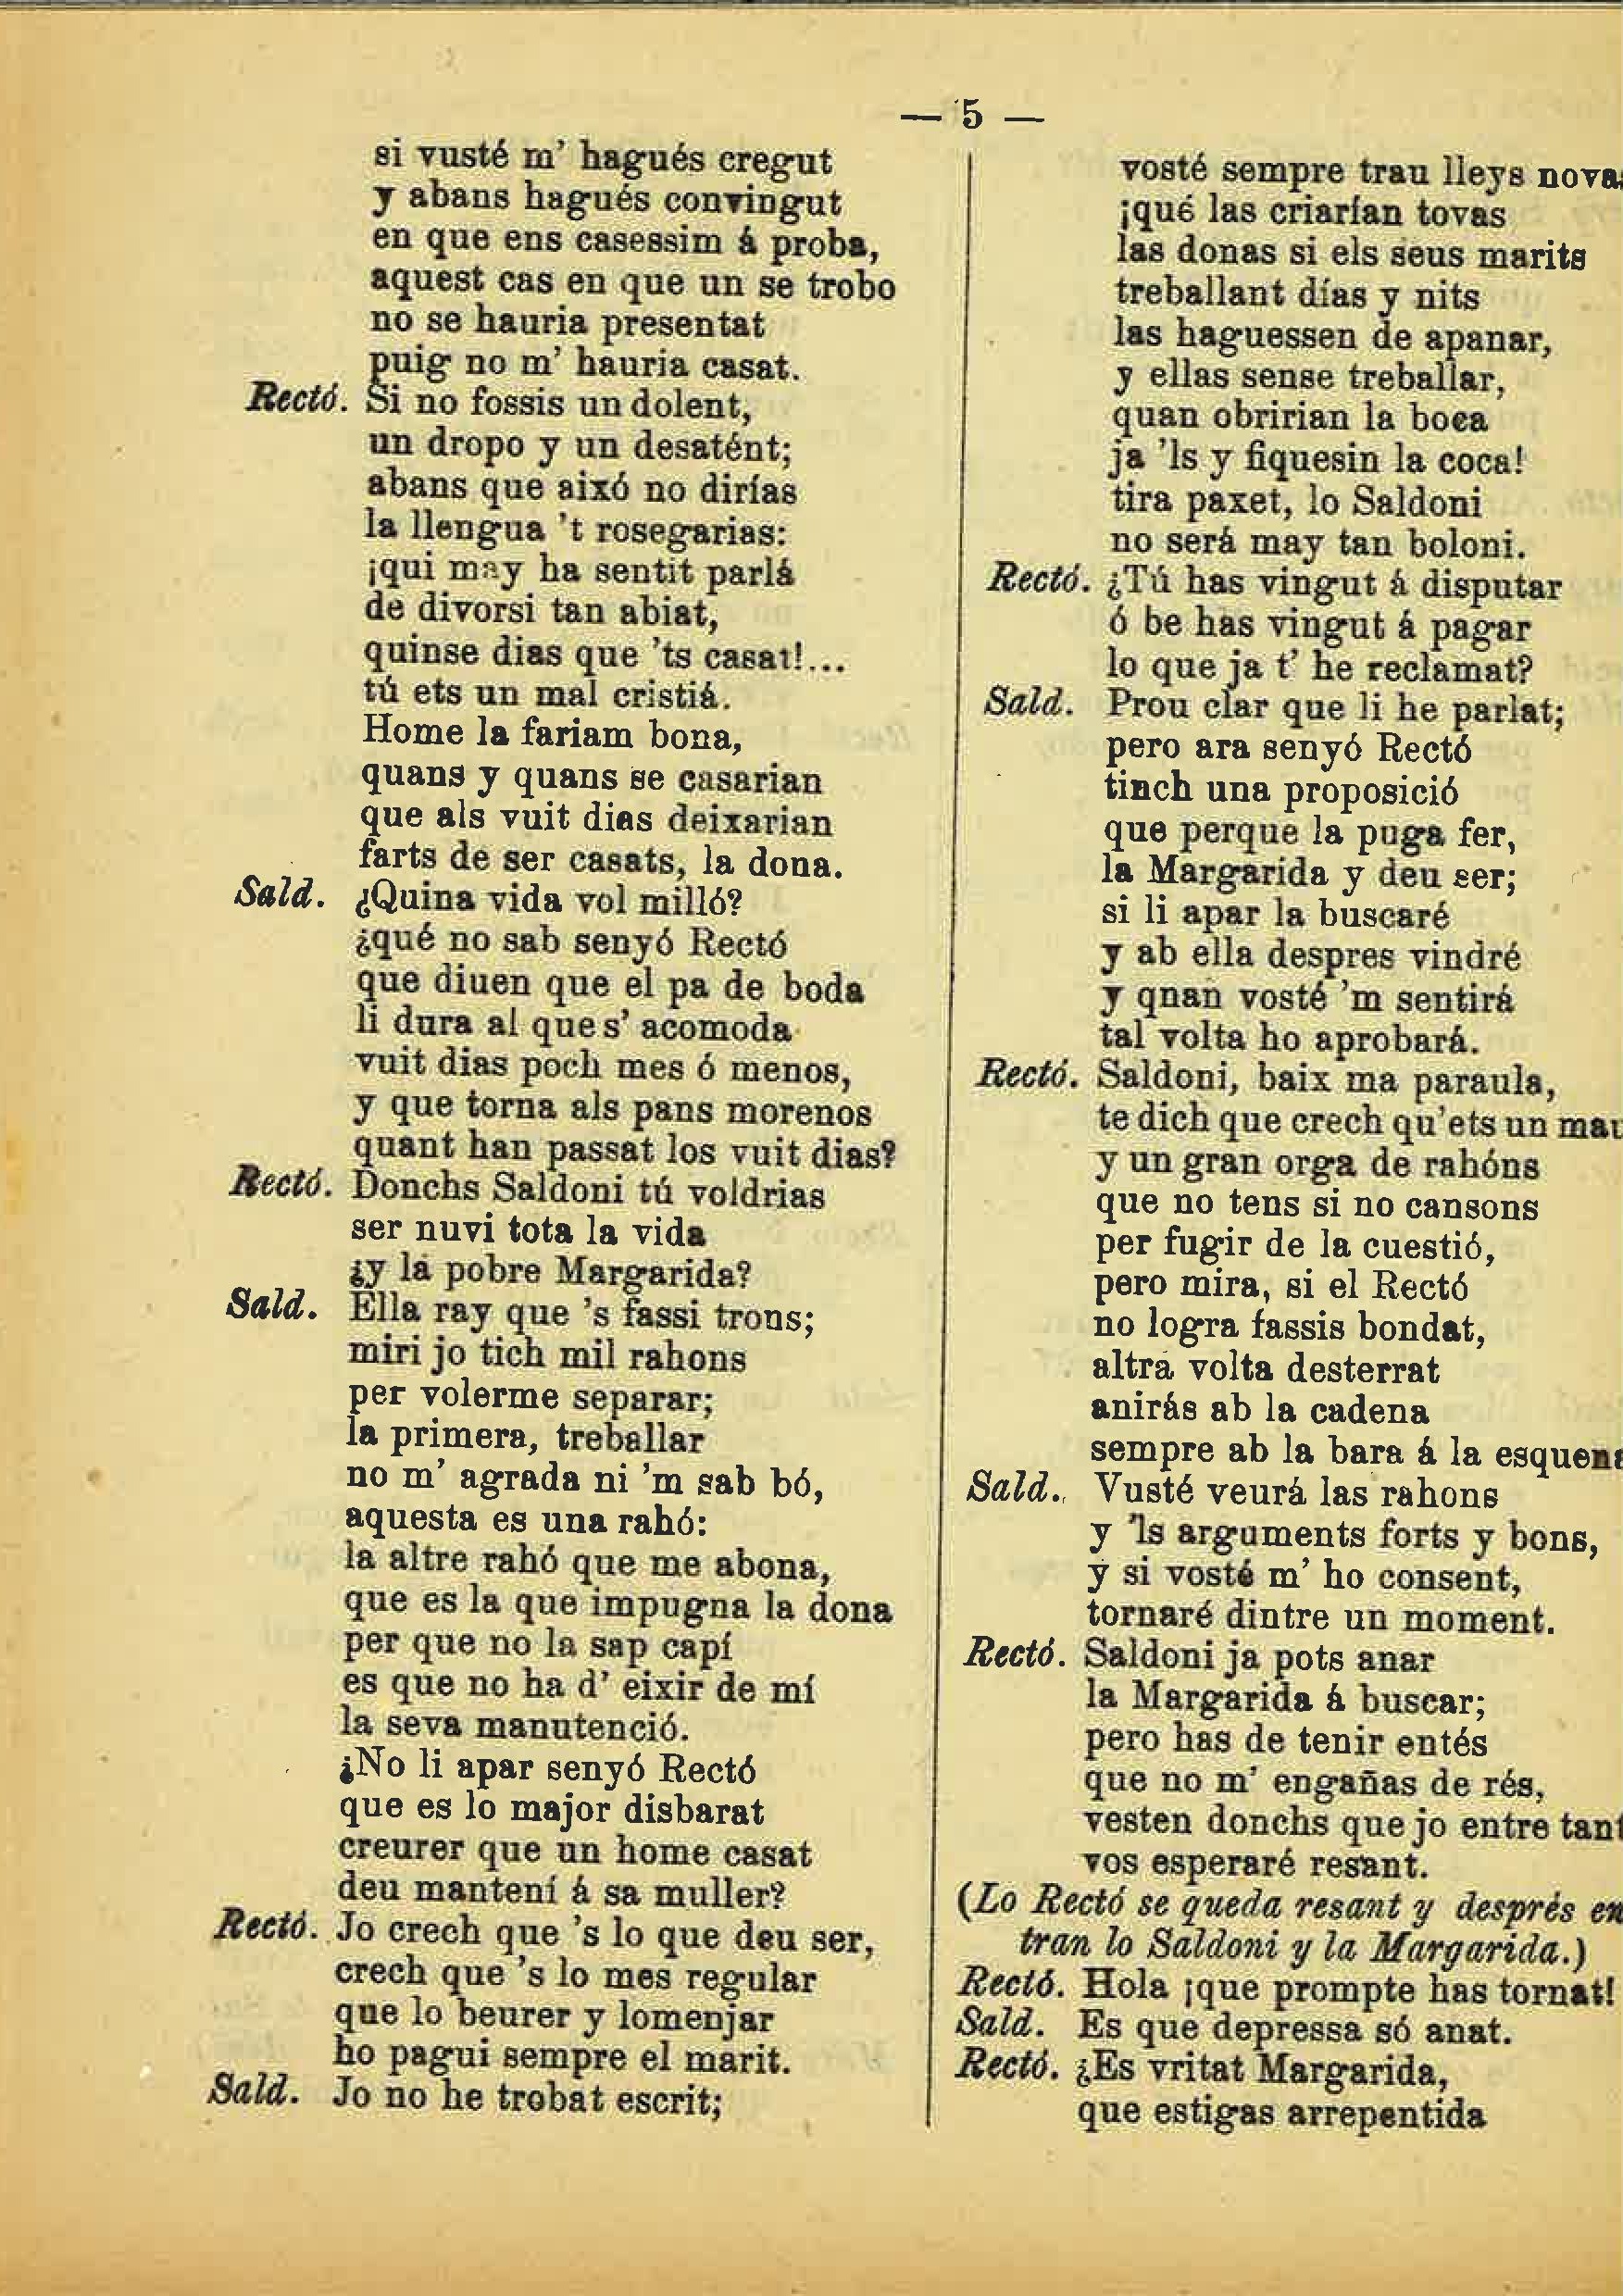 — 5 —
si vusté m' hagués cregut
y abans hagués convingut
en que ens casessim á proba,
aquest cas en que un se trobo
no se hauria presentat
puig no m' hauria casat.
Rectó. Si no fossis un dolent,
un dropo y un desatént;
abans que aixó no dirías
la llengua 't rosegarias:
¡qui may ha sentit parlá
de divorsi tan abiat,
quinse dias que 'ts casat!...
tú ets un mal cristiá.
Home la fariam bona,
quans y quans se casarian
que als vuit dias deixarian
farts de ser casats, la dona.
Sald. ¿Quina vida vol milló?
¿qué no sab senyó Rectó
que diuen que el pa de boda
li dura al que s' acomoda
vuit dias poch mes ó menos,
y que torna als pans morenos
quant han passat los vuit dias?
Rectó. Donchs Saldoni tú voldrias
ser nuvi tota la vida
¿y la pobre Margarida?
Sald. Ella ray que 's fassi trons;
miri jo tich mil rahons
per volerme separar;
la primera, treballar
no m' agrada ni 'm sab bó,
aquesta es una rahó:
la altre rahó que me abona,
que es la que impugna la dona
per que no la sap capí
es que no ha d' eixir de mí
la seva manutenció.
¿No li apar senyó Rectó
que es lo major disbarat
creurer que un home casat
deu mantení á sa muller?
Rectó. Jo crech que 's lo que deu ser,
crech que 's lo mes regular
que lo beurer y lomenjar
ho pagui sempre el marit.
Sald. Jo no he trobat escrit;
vosté sempre trau lleys novas
¡qué las criarían tovas
las donas si els seus marits
treballant días y nits
las haguessen de apanar,
y ellas sense treballar,
quan obririan la boca
ja 'ls y fiquesin la coca!
tira paxet, lo Saldoni
no será may tan boloni.
Rectó. ¿Tú has vingut á disputar
ó be has vingut á pagar
lo que ja t' he reclamat?
Sald. Prou clar que li he parlat;
pero ara senyó Rectó
tinch una proposició
que perque la puga fer,
la Margarida y deu ser;
si li apar la buscaré
y ab ella despres vindré
y qnan vosté 'm sentirá
tal volta ho aprobará.
Rectó. Saldoni, baix ma paraula,
te dich que crech qu'ets un
y un gran orga de rahóns
que no tens si no cansons
per fugir de la cuestió,
pero mira, si el Rectó
no logra fassis bondat,
altra volta desterrat
anirás ab la cadena
sempre ab la bara á la esquena
Sald. Vusté veurá las rahons
y 'ls arguments forts y bons,
y si vosté m' ho consent,
tornaré dintre un moment.
Rectó. Saldoni ja pots anar
la Margarida á buscar;
pero has de tenir entés
que no m' engañas de rés,
vesten donchs que jo entre tant
vos esperaré resant.
(Lo Rectó se queda resant y després en
tran lo Saldoni y la Margarida.)
Rectó. Hola ¡que prompte has tornat!
Sald. Es que depressa só anat.
Rectó. ¿Es vritat Margarida,
que estigas arrepentida